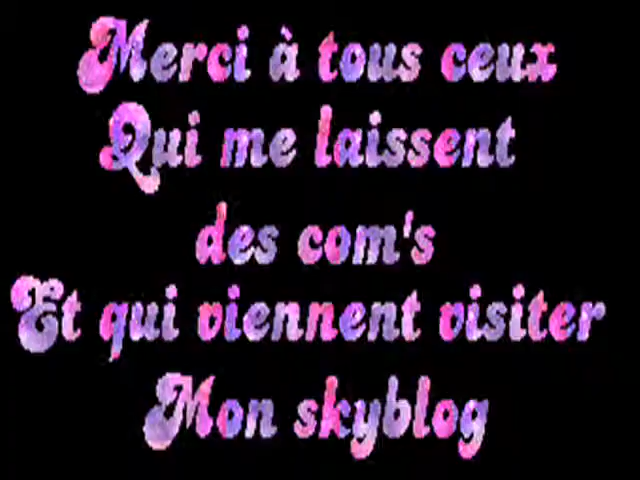 Merci à tous ceux
Qui me laissent
des com's
Et qui viennent visiter
Mon skyblog